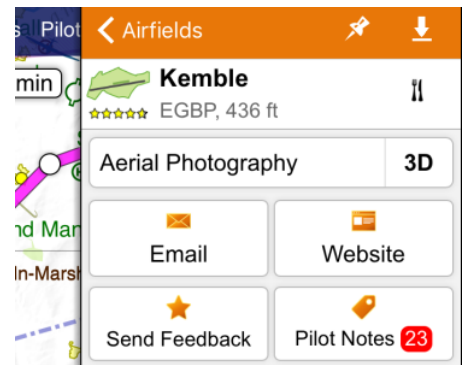 Pilot
Airfields
min
Kemble
EGBP, 436 ft
Aerial Photography
3D
nd Mar
Email
Website
In-Marsh
Send Feedback
Pilot Notes 23